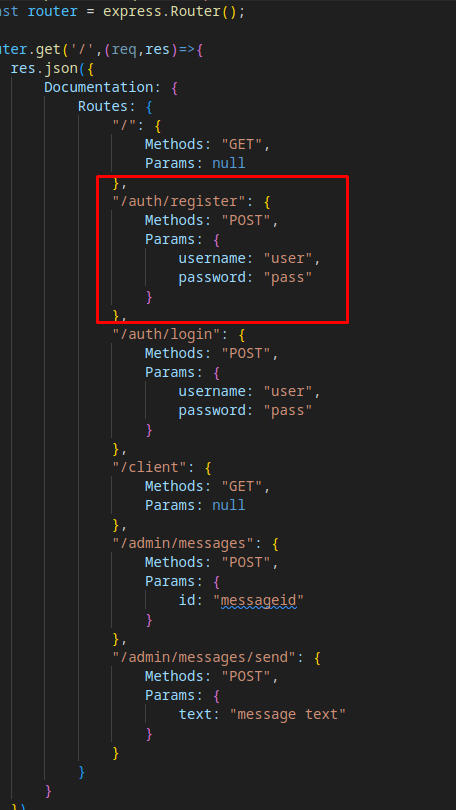 nst router = express.Router();
uter.get('/',(req,res)=>{
res.json({
Documentation: {
Routes: {
"/": {
Methods: "GET",
Params: null
},
"/auth/register": {
Methods: "POST",
Params: {
username: "user",
password: "pass"
}
},
"/auth/login": {
Methods: "POST",
Params: {
username: "user",
password: "pass"
}
},
"/client": {
Methods: "GET",
Params: null
},
"/admin/messages": {
Methods: "POST",
Params: {
id: "messageid"
}
},
"/admin/messages/send": {
Methods: "POST",
Params: {
text: "message text"
}
}
}
}
})